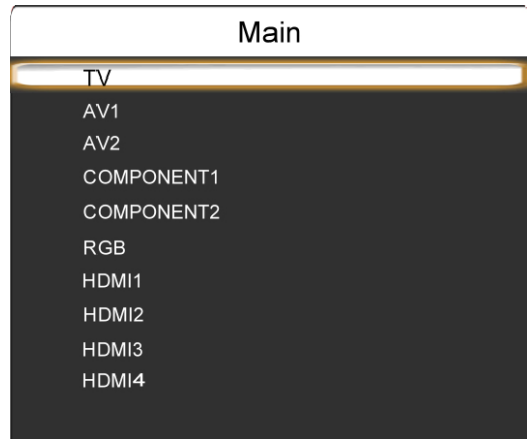 Main
TV
AV1
AV2
COMPONENT1
COMPONENT2
RGB
HDMI1
HDMI2
HDMI3
HDMI4